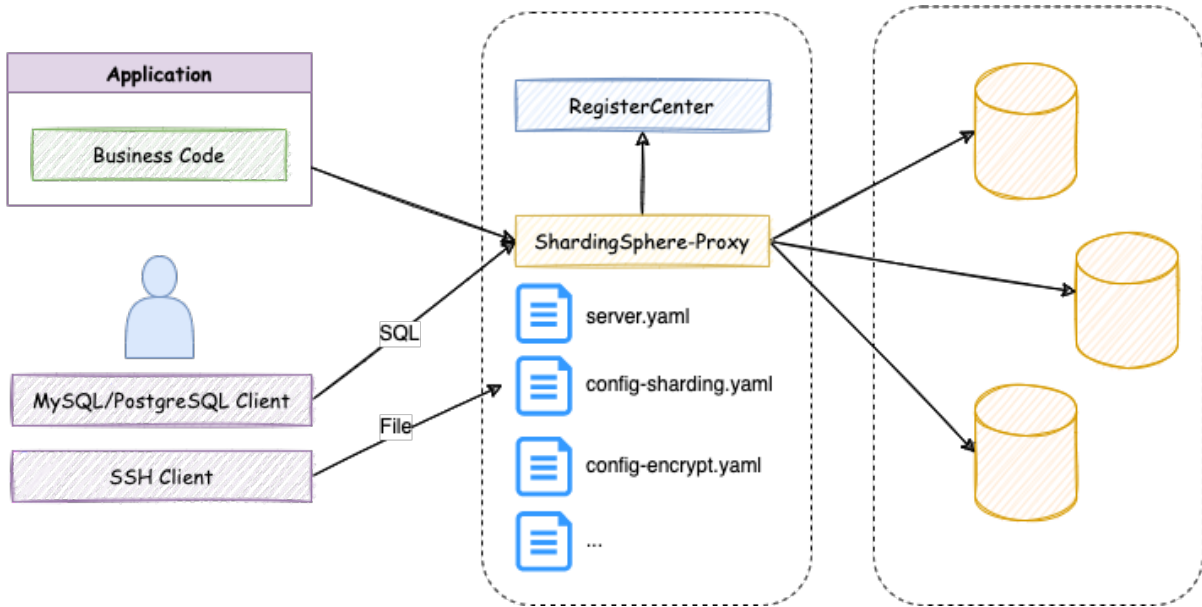 Application
Business Code
MySQL/PostgreSQL Client
SSH Client
SQL
File
RegisterCenter
ShardingSphere-Proxy
server.yaml
config-sharding.yaml
config-encrypt.yaml
...